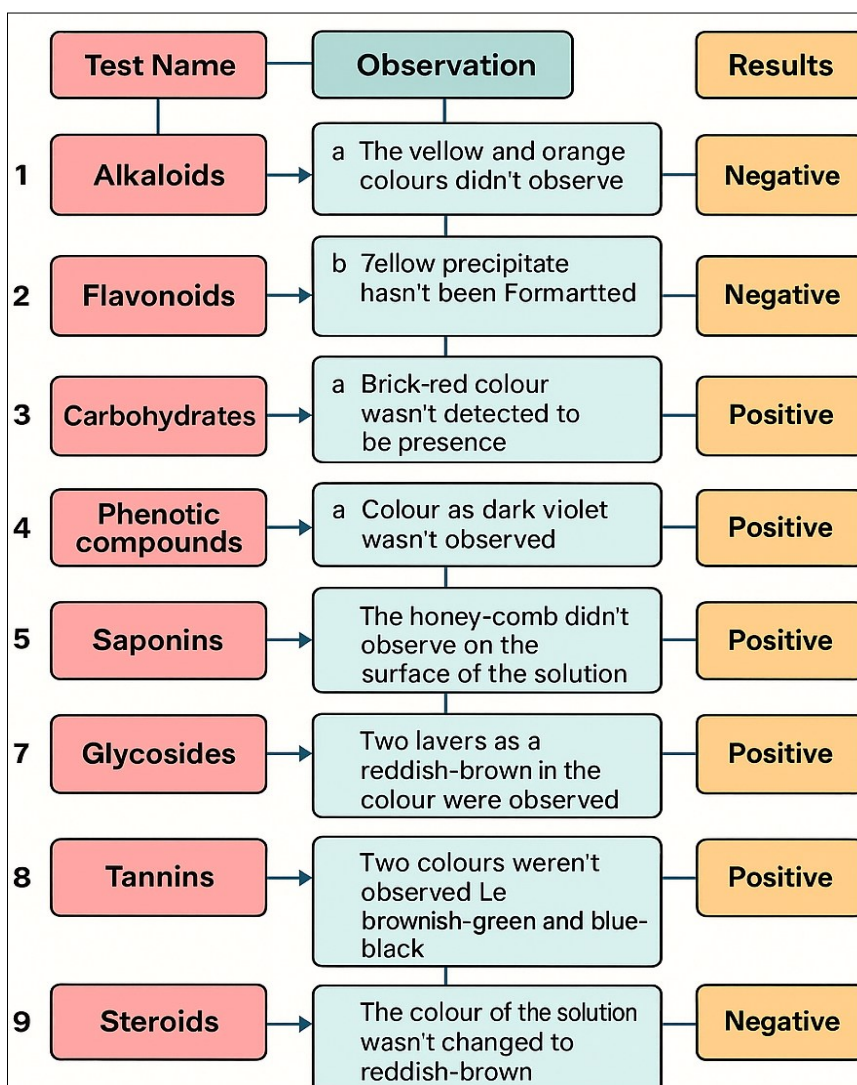 Test Name
Observation
Results
1
Alkaloids
a The vellow and orange
colours didn't observe
Negative
2
Flavonoids
b 7ellow precipitate
hasn't been Formartted
Negative
3
Carbohydrates
a Brick-red colour
wasn't detected to
be presence
Positive
4
Phenotic
compounds
a Colour as dark violet
wasn't observed
Positive
5
Saponins
The honey-comb didn't
observe on the
surface of the solution
Positive
7
Glycosides
Two lavers as a
reddish-brown in the
colour were observed
Positive
8
Tannins
Two colours weren't
observed Le
brownish-green and blue-
black
Positive
9
Steroids
The colour of the solution
wasn't changed to
reddish-brown
Negative